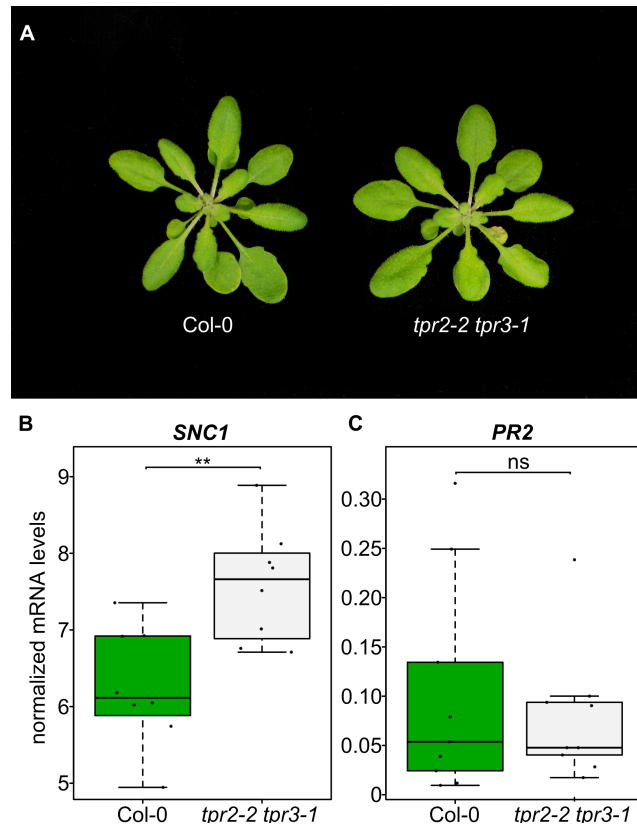 A
Col-0
tpr2-2 tpr3-1
B
SNC1
**
normalized mRNA levels
9
8
7
6
5
Col-0
tpr2-2 tpr3-1
C
PR2
ns
0.30
0.25
0.20
0.15
0.10
0.05
0
Col-0
tpr2-2 tpr3-1